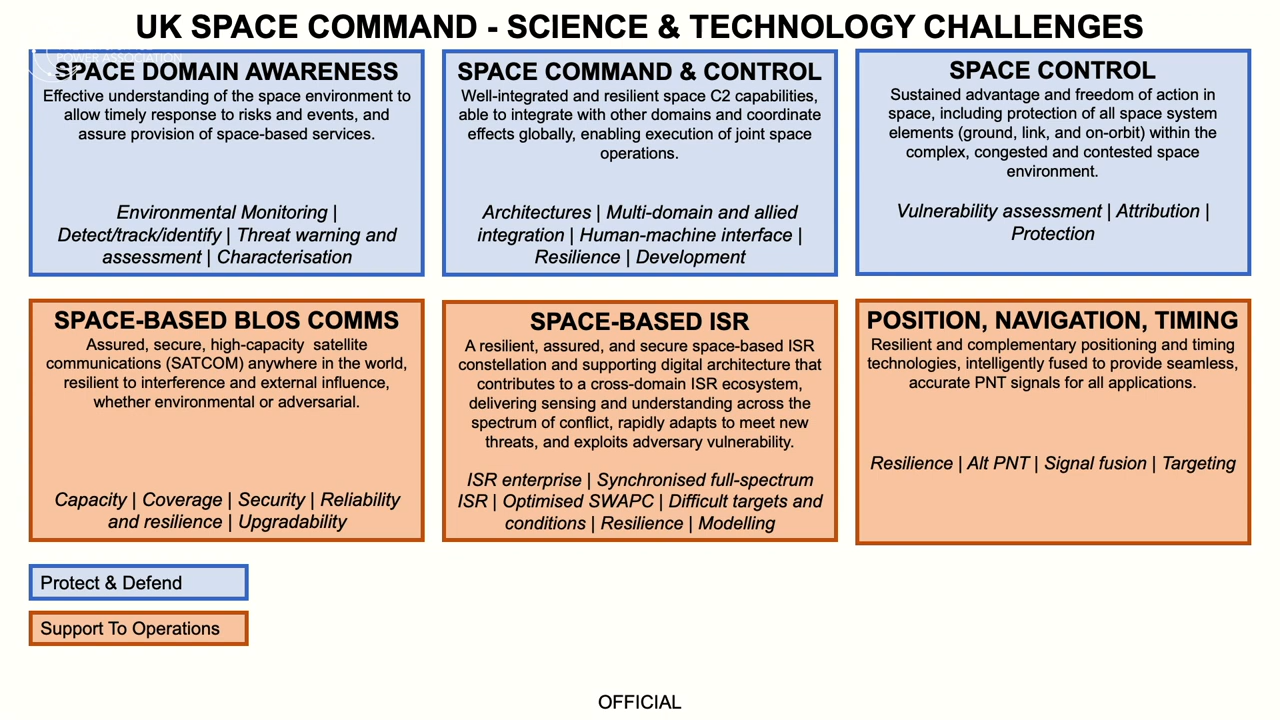 UK SPACE COMMAND - SCIENCE & TECHNOLOGY CHALLENGES
POWER ASSOCIATION
SPACE DOMAIN AWARENESS
Effective understanding of the space environment to
allow timely response to risks and events, and
assure provision of space-based services.
Environmental Monitoring |
Detect/track/identify | Threat warning and
assessment | Characterisation
SPACE COMMAND & CONTROL
Well-integrated and resilient space C2 capabilities,
able to integrate with other domains and coordinate
effects globally, enabling execution of joint space
operations.
Architectures | Multi-domain and allied
integration | Human-machine interface |
Resilience | Development
SPACE CONTROL
Sustained advantage and freedom of action in
space, including protection of all space system
elements (ground, link, and on-orbit) within the
complex, congested and contested space
environment.
Vulnerability assessment | Attribution |
Protection
SPACE-BASED BLOS COMMS
Assured, secure, high-capacity satellite
communications (SATCOM) anywhere in the world,
resilient to interference and external influence,
whether environmental or adversarial.
Capacity | Coverage | Security | Reliability
and resilience | Upgradability
SPACE-BASED ISR
A resilient, assured, and secure space-based ISR
constellation and supporting digital architecture that
contributes to a cross-domain ISR ecosystem,
delivering sensing and understanding across the
spectrum of conflict, rapidly adapts to meet new
threats, and exploits adversary vulnerability.
ISR enterprise | Synchronised full-spectrum
ISR | Optimised SWAPC | Difficult targets and
conditions | Resilience | Modelling
POSITION, NAVIGATION, TIMING
Resilient and complementary positioning and timing
technologies, intelligently fused to provide seamless,
accurate PNT signals for all applications.
Resilience | Alt PNT | Signal fusion | Targeting
Protect & Defend
Support To Operations
OFFICIAL